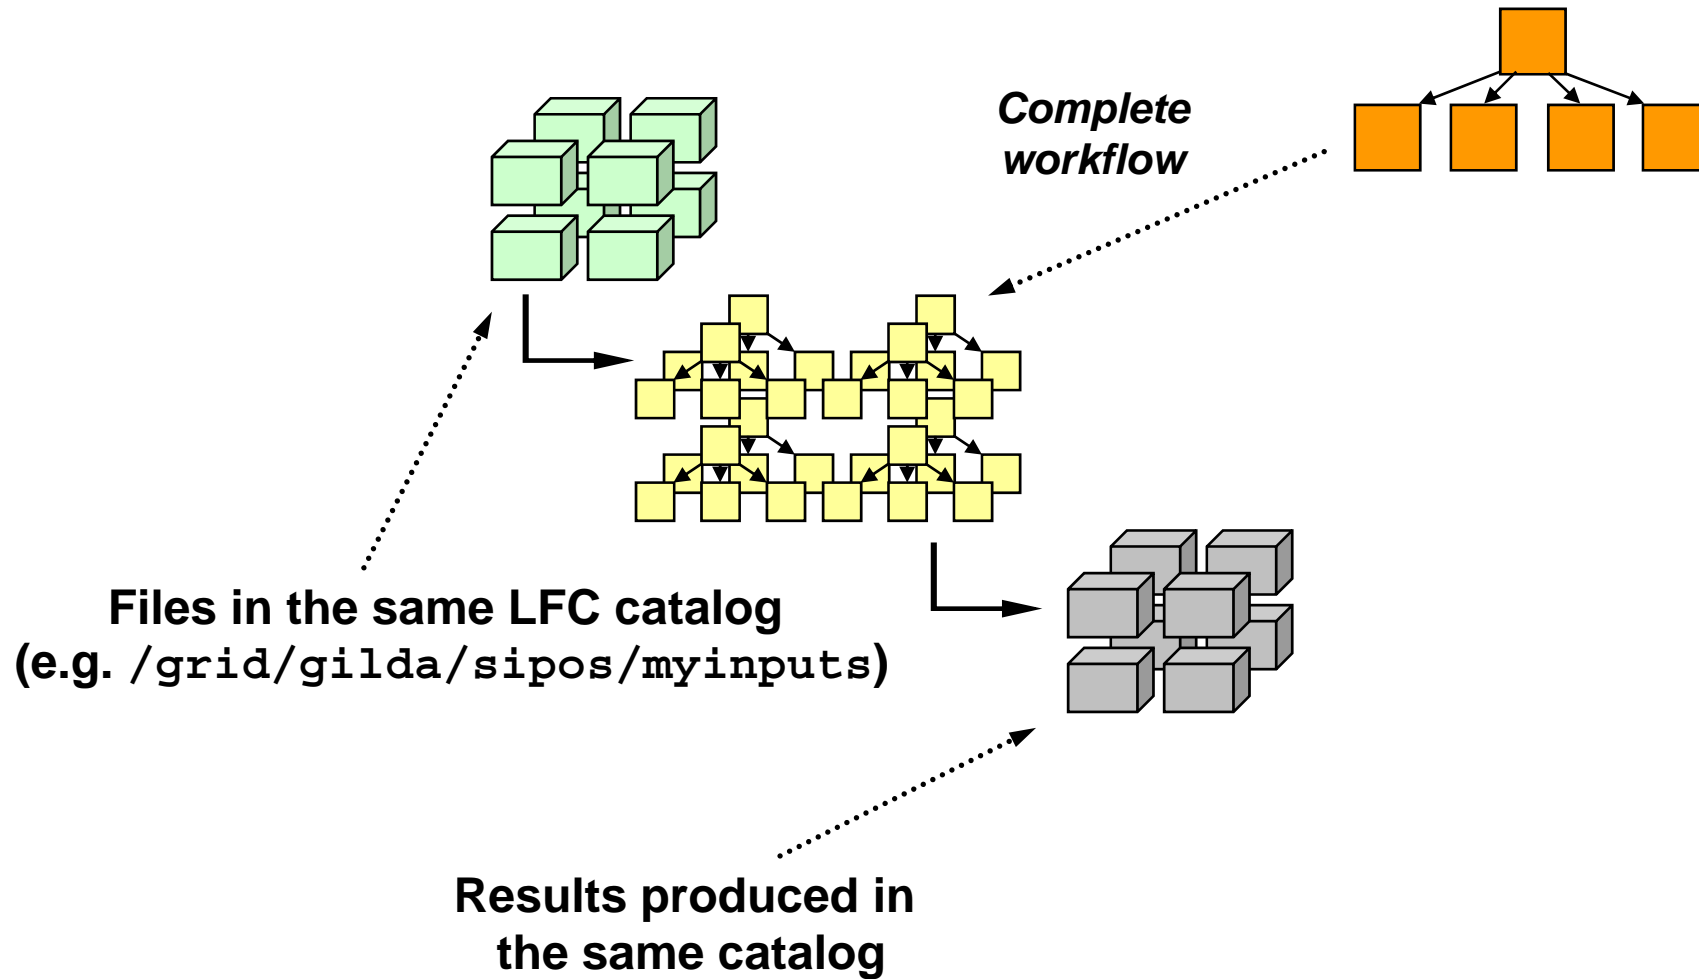 Complete
workflow
Files in the same LFC catalog
(e.g. /grid/gilda/sipos/myinputs)
Results produced in
the same catalog